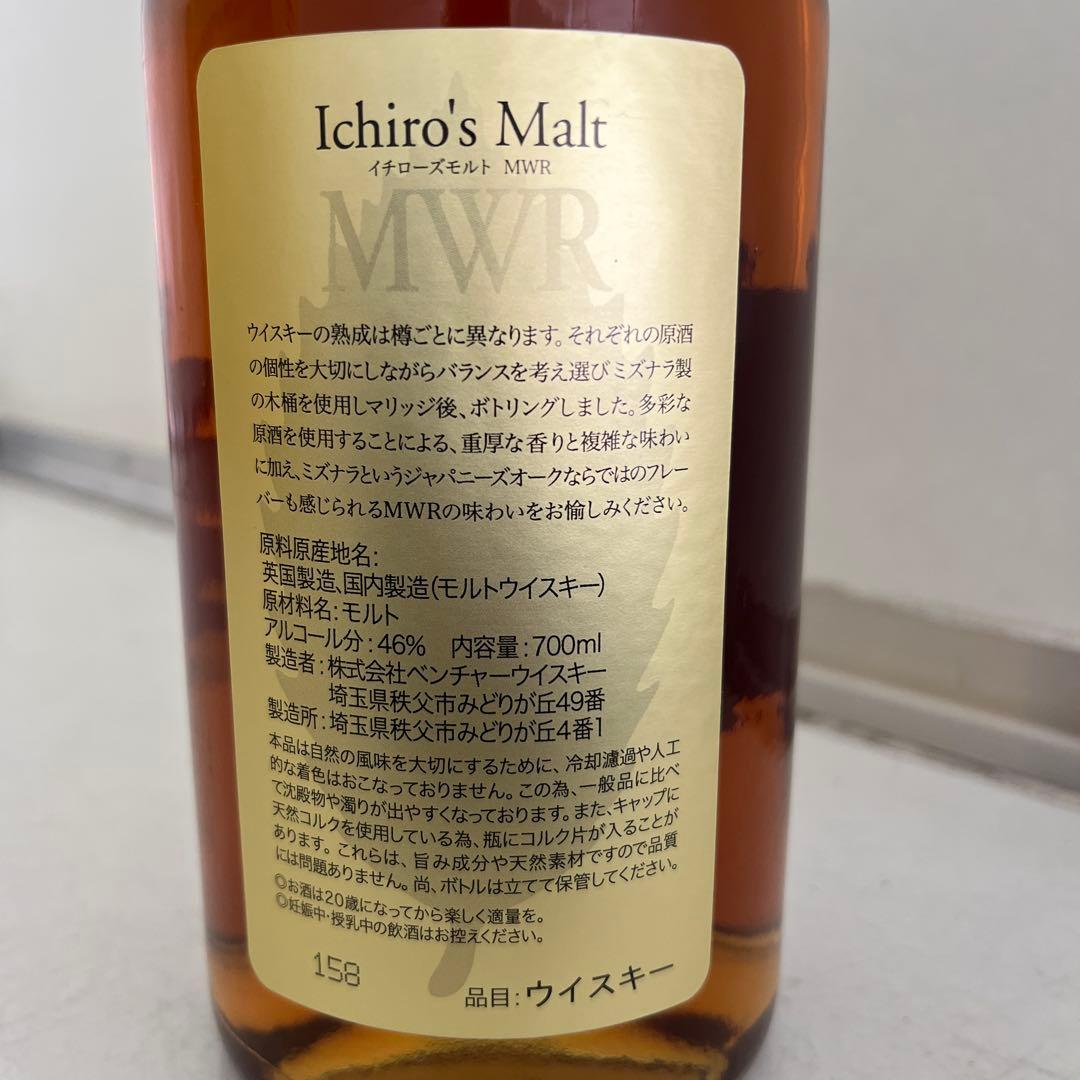 Ichiro's Malt
イチローズモルト MWR
MWR
ウイスキーの熟成は樽ごとに異なります。それぞれの原酒
の個性を大切にしながらバランスを考え選びミズナラ製
の木桶を使用しマリッジ後、ボトリングしました。多彩な
原酒を使用することによる、重厚な香りと複雑な味わい
に加え、ミズナラというジャパニーズオークならではのフレー
バーも感じられるMWRの味わいをお愉しみください。
原料原産地名:
英国製造、国内製造(モルトウイスキー)
原材料名:モルト
アルコール分:46% 内容量:700ml
製造者:株式会社ベンチャーウイスキー
埼玉県秩父市みどりが丘49番
製造所:埼玉県秩父市みどりが丘4番1
本品は自然の風味を大切にするために、冷却濾過や人工
的な着色はおこなっておりません。この為、一般品に比べ
て沈殿物や濁りが出やすくなっております。また、キャップに
天然コルクを使用している為、瓶にコルク片が入ることが
あります。これらは、旨み成分や天然素材ですので品質
には問題ありません。尚、ボトルは立てて保管してください。
◎お酒は20歳になってから楽しく適量を。
◎妊娠中・授乳中の飲酒はお控えください。
158
品目:ウイスキー